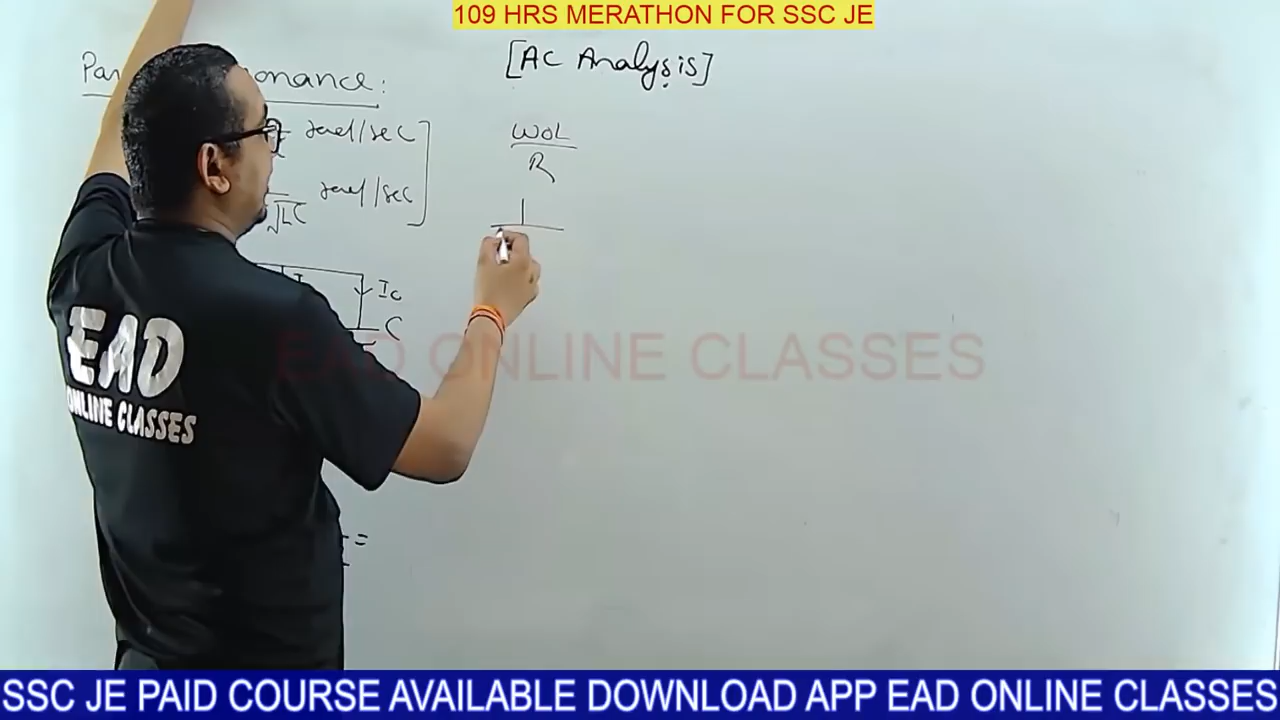 109 HRS MERATHON FOR SSC JE
[AC Analysis]
Par onance:
rad/sec]
ω0L
R
rad/sec
√LC
Ic
C
EAD
ONLINE CLASSES
EAD ONLINE CLASSES
=
SSC JE PAID COURSE AVAILABLE DOWNLOAD APP EAD ONLINE CLASSES